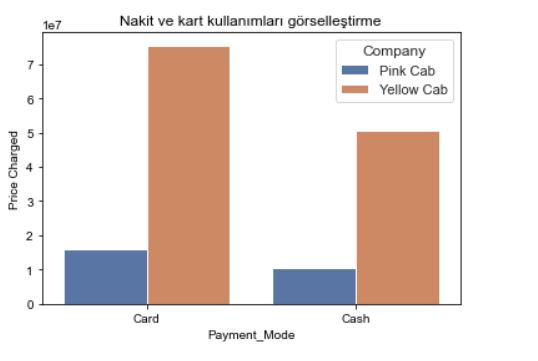 Nakit ve kart kullanımları görselleştirme
1e7
Company
Pink Cab
Yellow Cab
7
6
5
4
3
2
1
0
Price Charged
Card
Cash
Payment_Mode